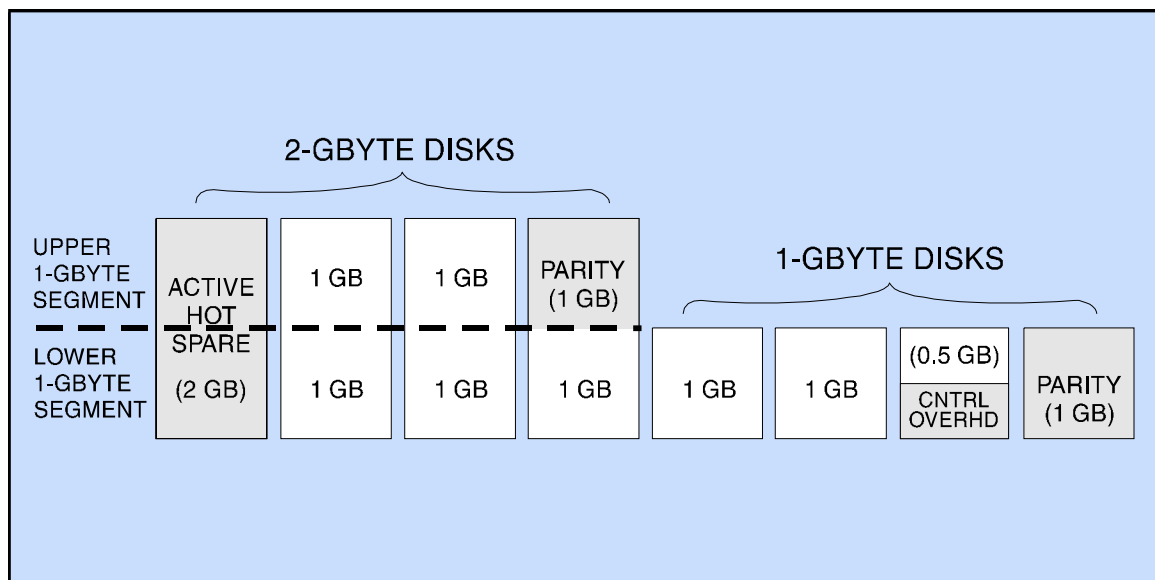 2-GBYTE DISKS
UPPER
1-GBYTE
SEGMENT
ACTIVE
HOT
SPARE
(2 GB)
1 GB
1 GB
PARITY
(1 GB)
1-GBYTE DISKS
LOWER
1-GBYTE
SEGMENT
1 GB
1 GB
1 GB
1 GB
1 GB
(0.5 GB)
CNTRL
OVERHD
PARITY
(1 GB)